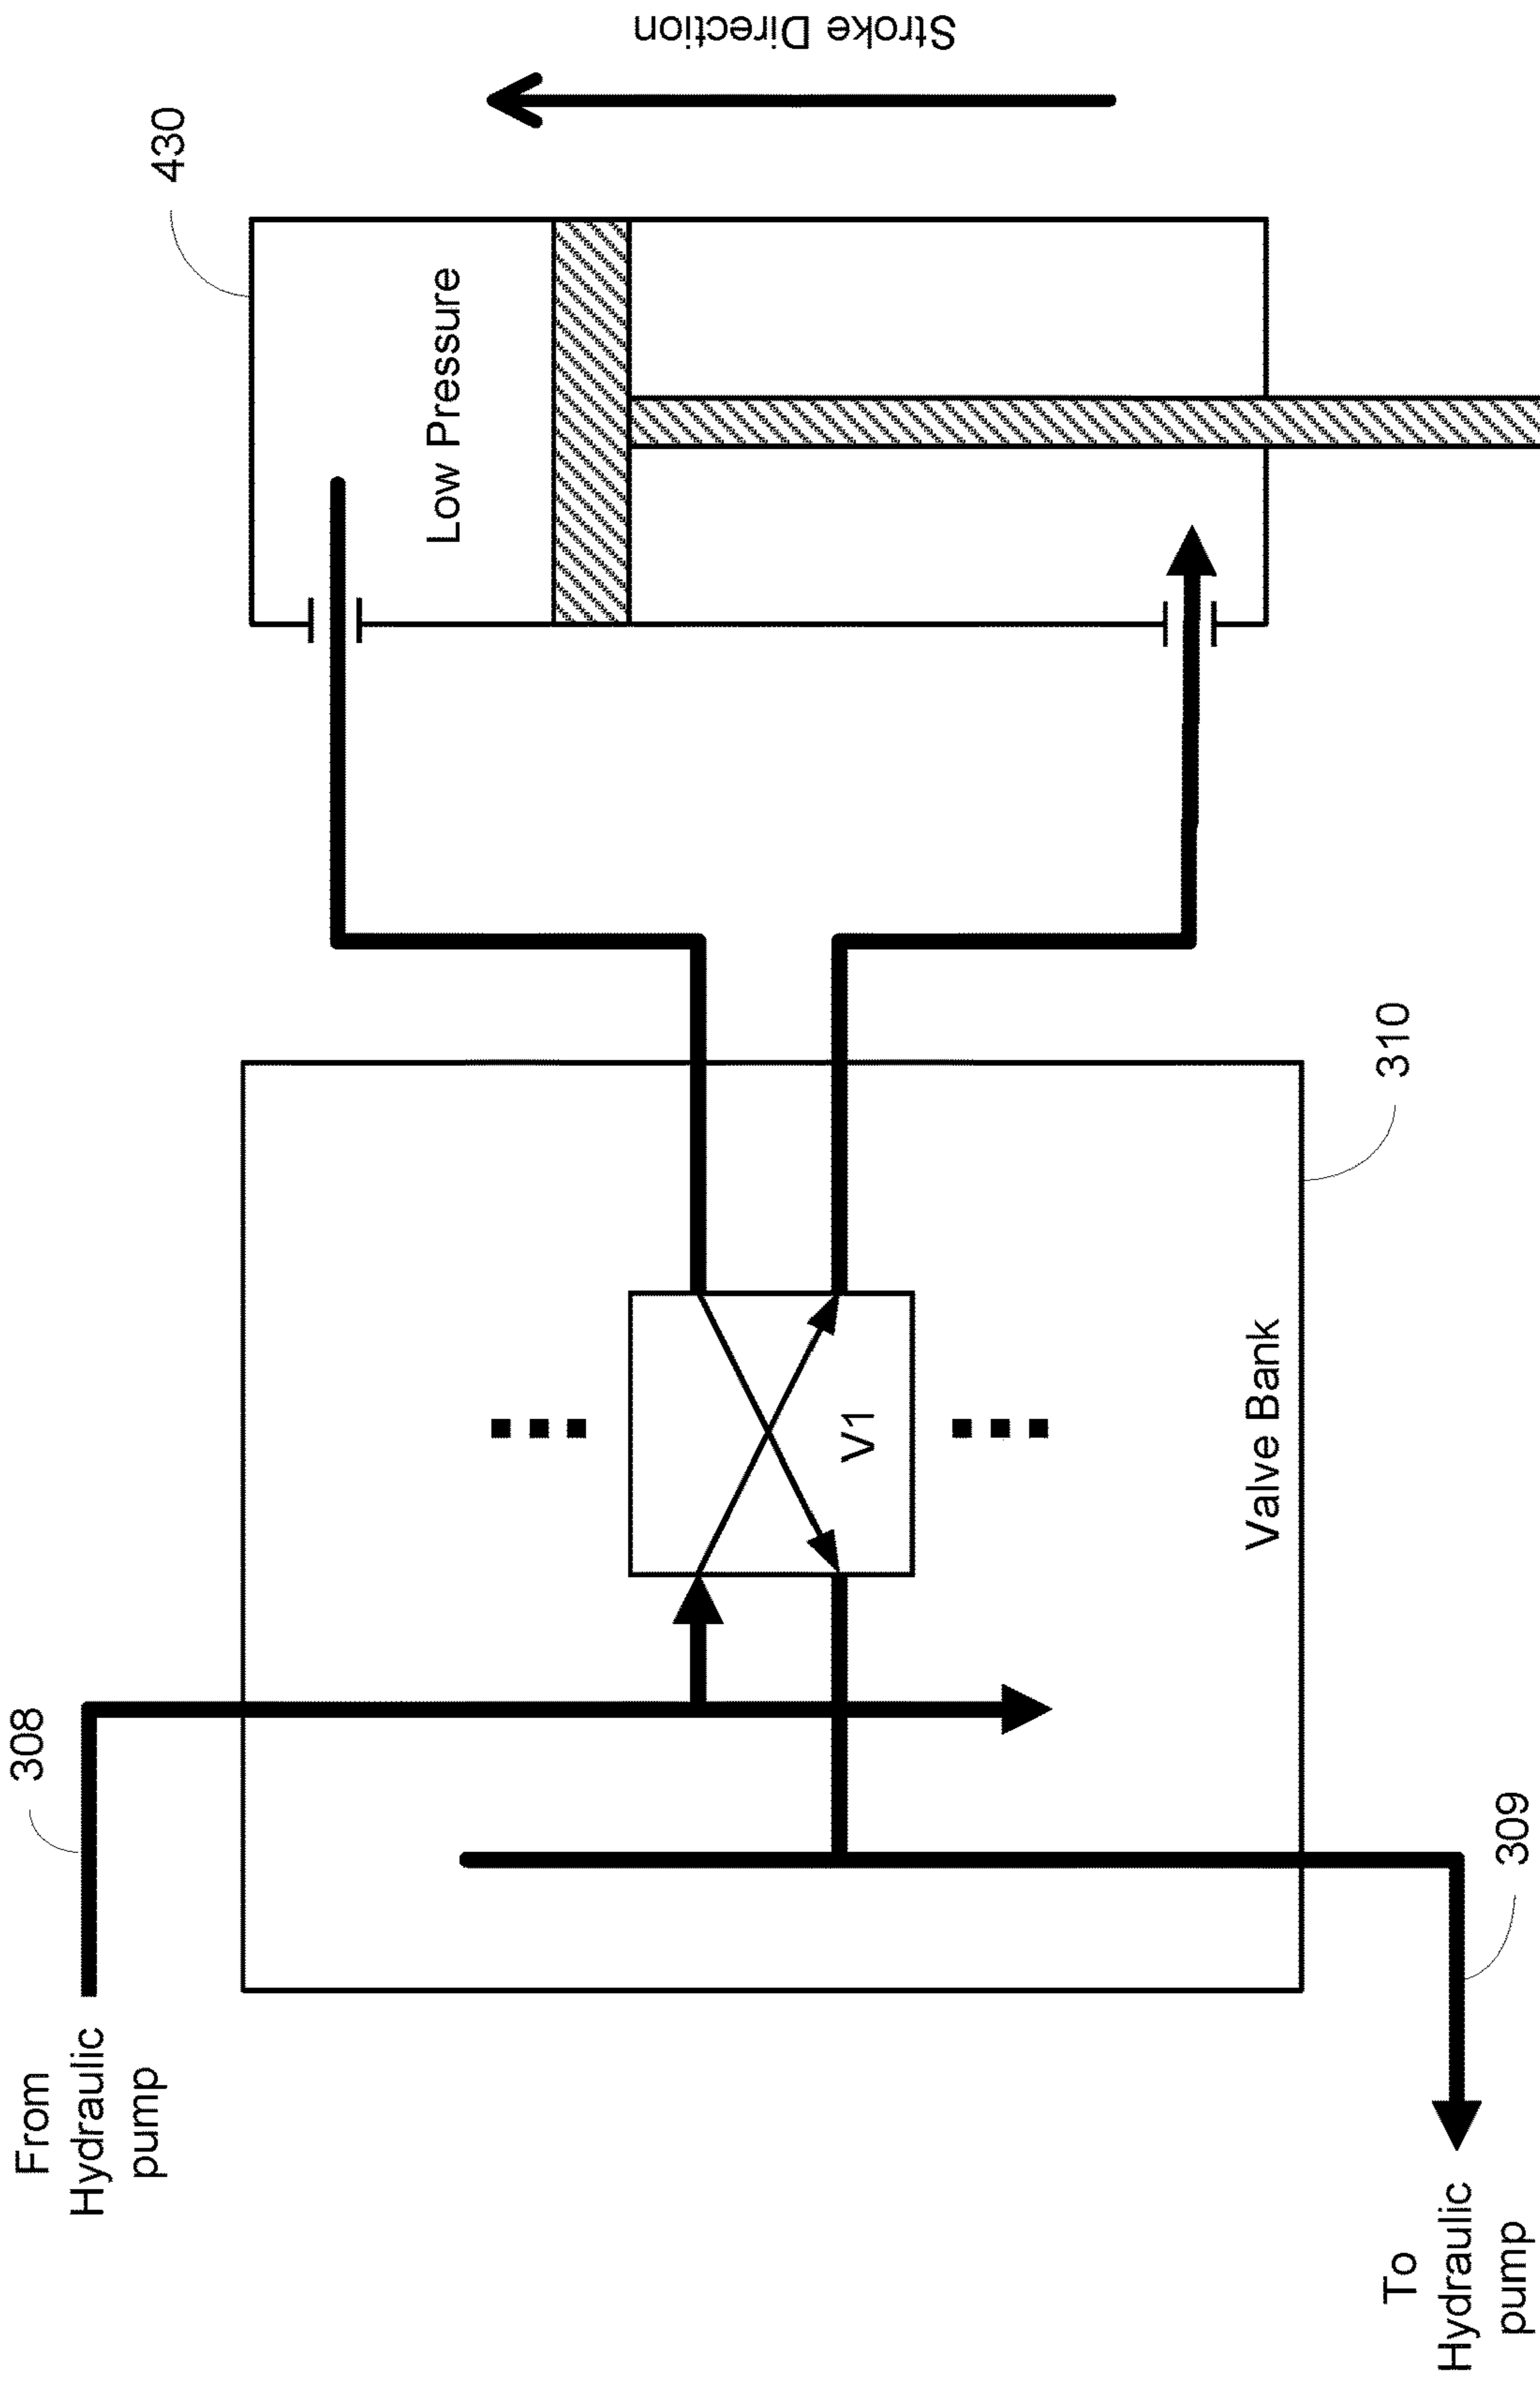 From
Hydraulic
pump
308
To
Hydraulic
pump
309
Valve Bank
V1
310
Low Pressure
430
Stroke Direction